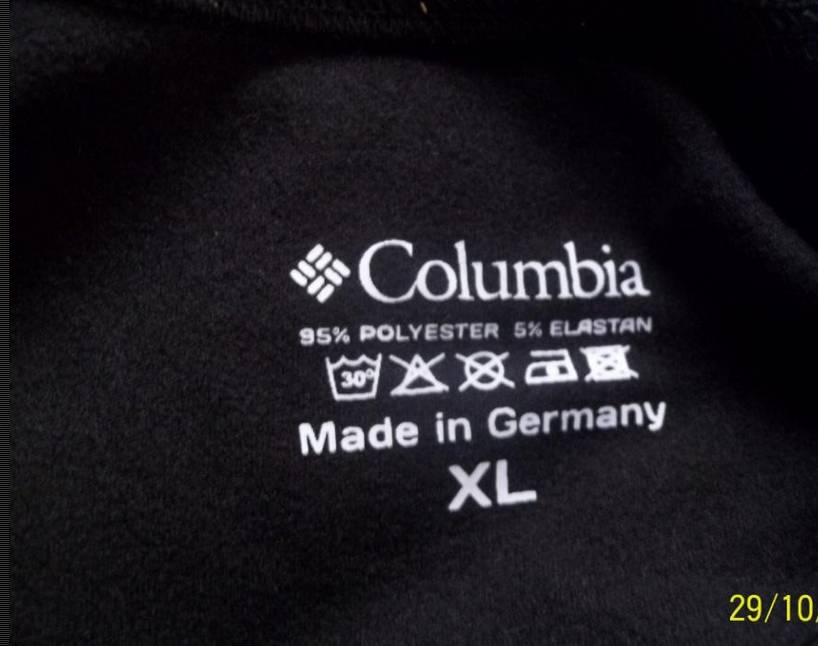 Columbia
95% POLYESTER 5% ELASTAN
30°
Made in Germany
XL
29/10/